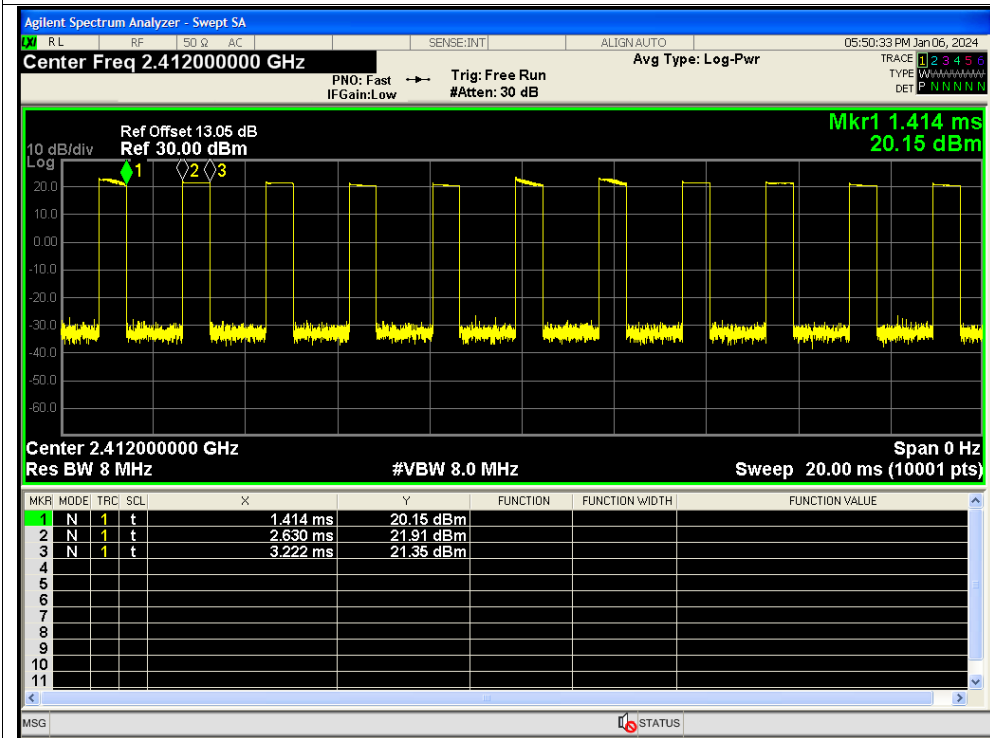 Agilent Spectrum Analyzer - Swept SA
LXI RL RF 50 Ω AC SENSE:INT ALIGNAUTO 05:50:33 PM Jan 06, 2024
Center Freq 2.412000000 GHz Avg Type: Log-Pwr TRACE 1 2 3 4 5 6
PNO: Fast Trig: Free Run TYPE W
IFGain:Low #Atten: 30 dB DET P N N N N N
Mkr1 1.414 ms
Ref Offset 13.05 dB
10 dB/div Ref 30.00 dBm 20.15 dBm
Log
1 2 3
20.0
10.0
0.00
-10.0
-20.0
-30.0
-40.0
-50.0
-60.0
Center 2.412000000 GHz Span 0 Hz
Res BW 8 MHz #VBW 8.0 MHz Sweep 20.00 ms (10001 pts)
MKR MODE TRC SCL X Y FUNCTION FUNCTION WIDTH FUNCTION VALUE
1 N 1 t 1.414 ms 20.15 dBm
2 N 1 t 2.630 ms 21.91 dBm
3 N 1 t 3.222 ms 21.35 dBm
4
5
6
7
8
9
10
11
MSG STATUS